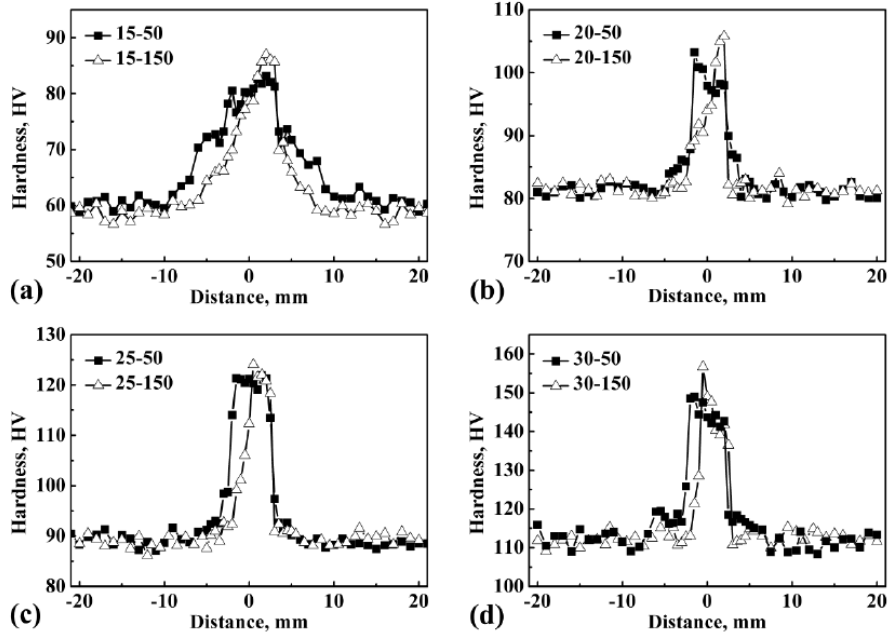 15-50
15-150
90
80
70
60
50
Hardness, HV
-20 -10 0 10 20
Distance, mm
(a)
20-50
20-150
110
100
90
80
70
Hardness, HV
-20 -10 0 10 20
Distance, mm
(b)
25-50
25-150
130
120
110
100
90
80
Hardness, HV
-20 -10 0 10 20
Distance, mm
(c)
30-50
30-150
160
150
140
130
120
110
100
Hardness, HV
-20 -10 0 10 20
Distance, mm
(d)